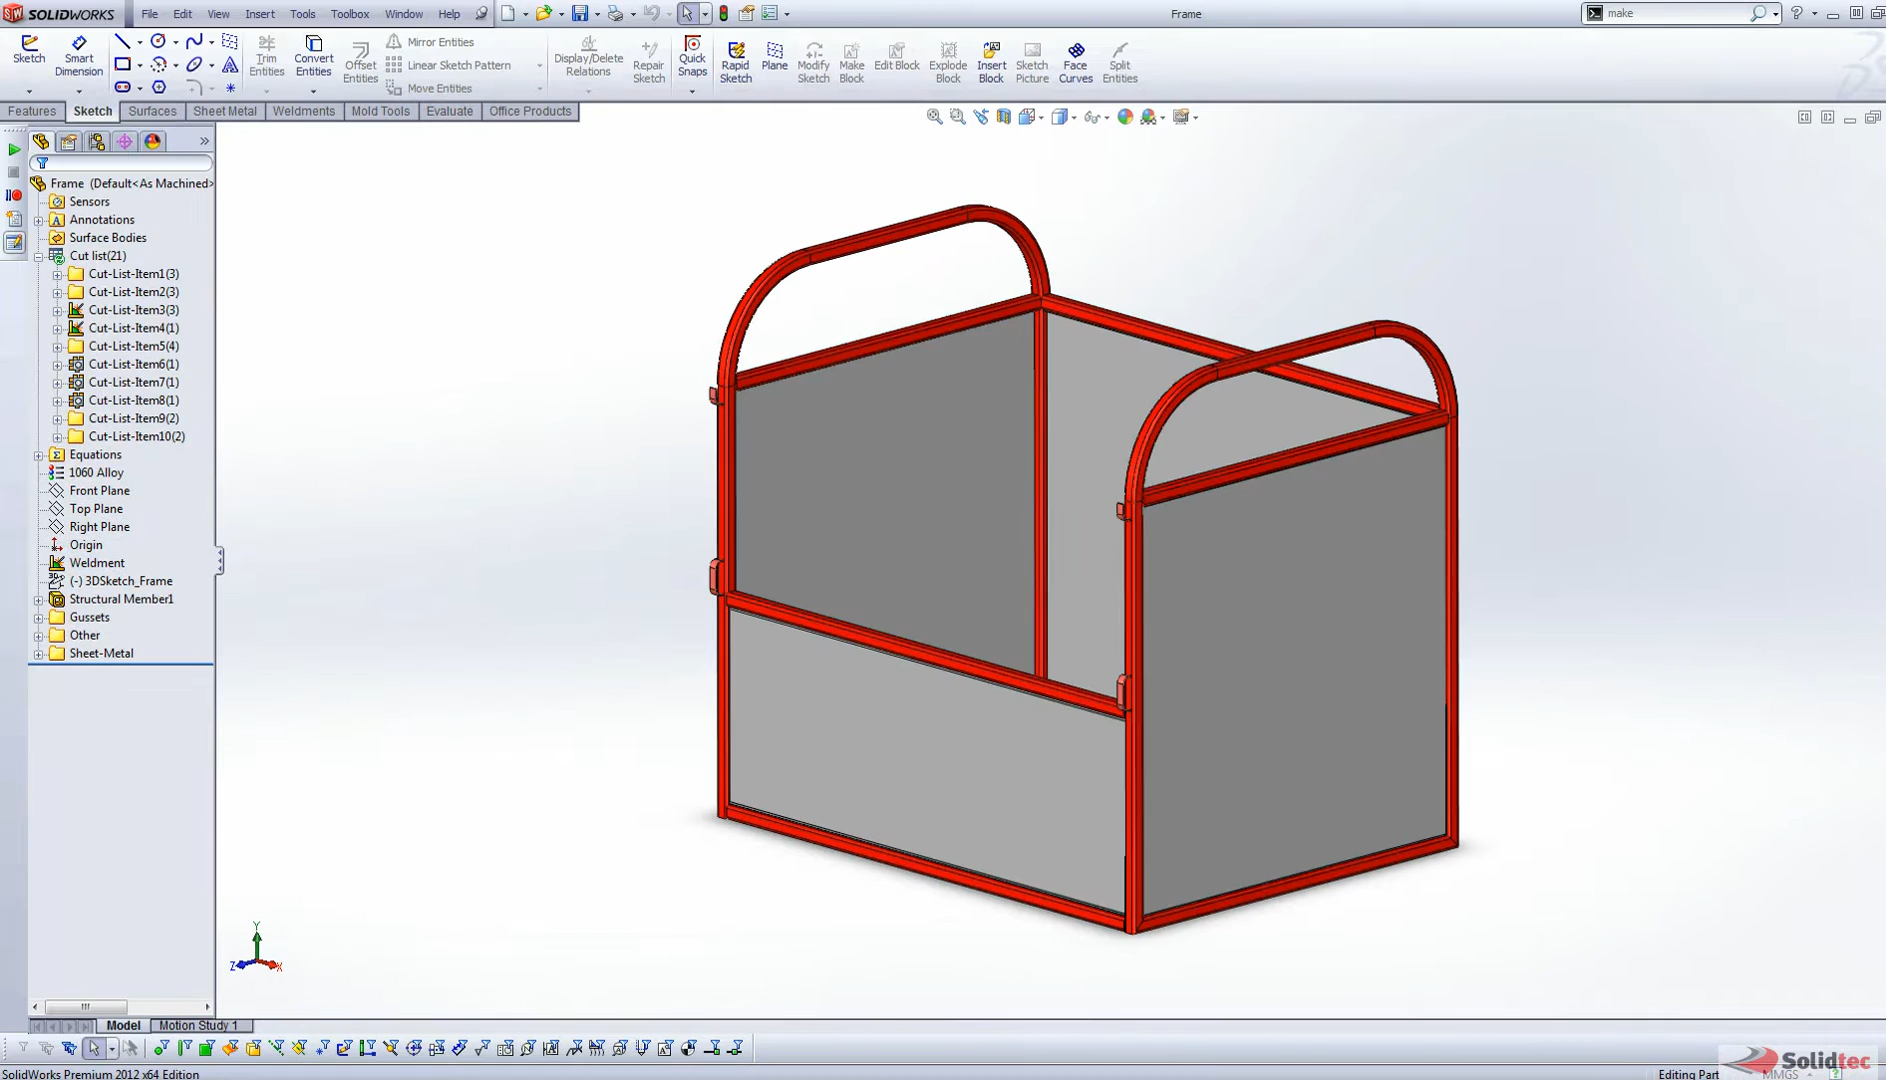 SOLIDWORKS File Edit View Insert Tools Toolbox Window Help Frame make
Sketch Smart Dimension Trim Entities Convert Entities Offset Entities Mirror Entities Linear Sketch Pattern Move Entities Display/Delete Relations Repair Sketch Quick Snaps Rapid Sketch Plane Modify Sketch Make Block Edit Block Explode Block Insert Block Sketch Picture Face Curves Split Entities
Features Sketch Surfaces Sheet Metal Weldments Mold Tools Evaluate Office Products
Frame (Default<As Machined>
Sensors
Annotations
Surface Bodies
Cut list(21)
Cut-List-Item1(3)
Cut-List-Item2(3)
Cut-List-Item3(3)
Cut-List-Item4(1)
Cut-List-Item5(4)
Cut-List-Item6(1)
Cut-List-Item7(1)
Cut-List-Item8(1)
Cut-List-Item9(2)
Cut-List-Item10(2)
Equations
1060 Alloy
Front Plane
Top Plane
Right Plane
Origin
Weldment
(-) 3DSketch_Frame
Structural Member1
Gussets
Other
Sheet-Metal
Y
Z X
Model Motion Study 1
Solidtec
SolidWorks Premium 2012 x64 Edition Editing Part MMGS